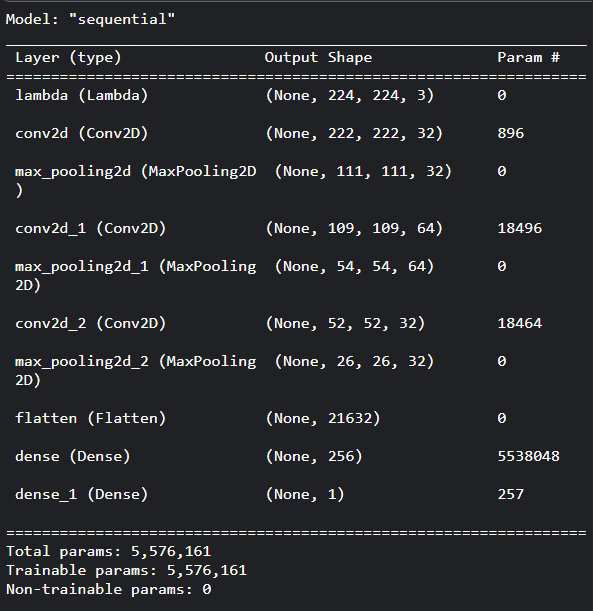 Model: "sequential"
Layer (type) Output Shape Param #
lambda (Lambda) (None, 224, 224, 3) 0
conv2d (Conv2D) (None, 222, 222, 32) 896
max_pooling2d (MaxPooling2D (None, 111, 111, 32) 0
)
conv2d_1 (Conv2D) (None, 109, 109, 64) 18496
max_pooling2d_1 (MaxPooling (None, 54, 54, 64) 0
2D)
conv2d_2 (Conv2D) (None, 52, 52, 32) 18464
max_pooling2d_2 (MaxPooling (None, 26, 26, 32) 0
2D)
flatten (Flatten) (None, 21632) 0
dense (Dense) (None, 256) 5538048
dense_1 (Dense) (None, 1) 257
Total params: 5,576,161
Trainable params: 5,576,161
Non-trainable params: 0